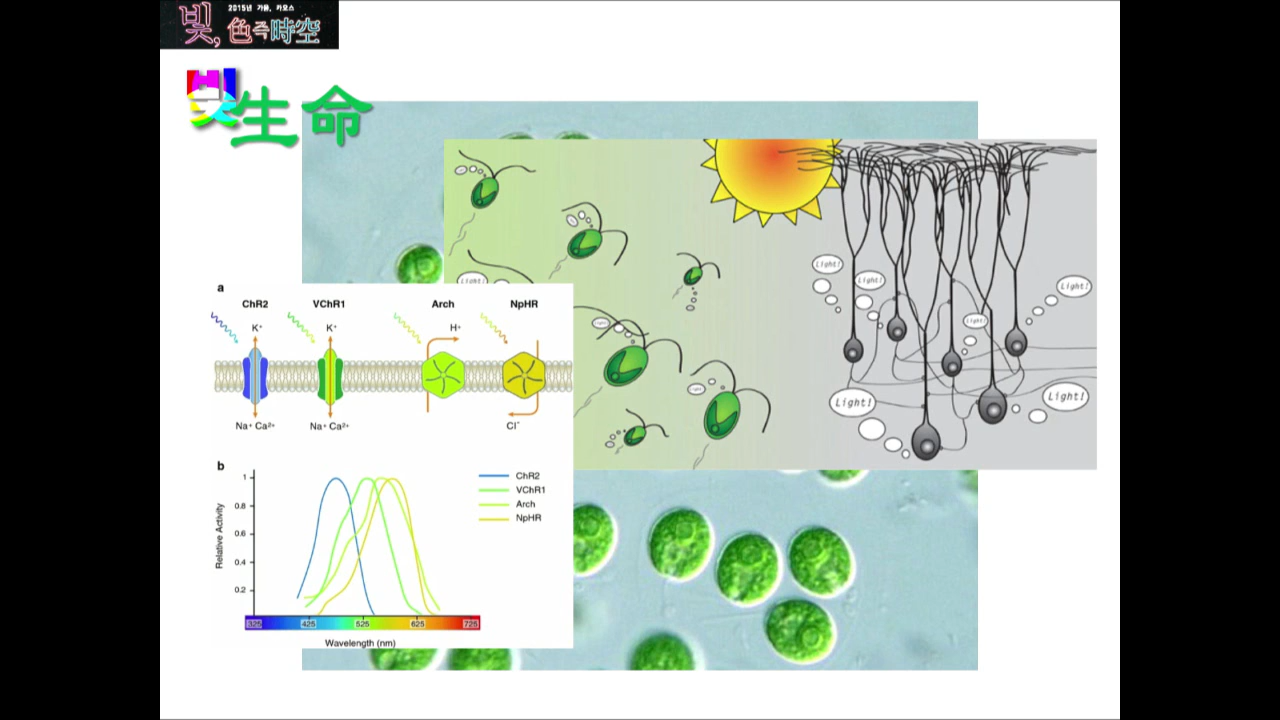 2015년 가을, 카오스
빛, 色즉時空
빛生命
Light!
Light!
Light!
Light!
Light!
Light!
Light!
Light!
Light!
a
ChR2 VChR1 Arch NpHR
K⁺ K⁺ H⁺
Na⁺ Ca²⁺ Na⁺ Ca²⁺ Cl⁻
b
Relative Activity
1
0.8
0.6
0.4
0.2
ChR2
VChR1
Arch
NpHR
325 425 525 625 725
Wavelength (nm)